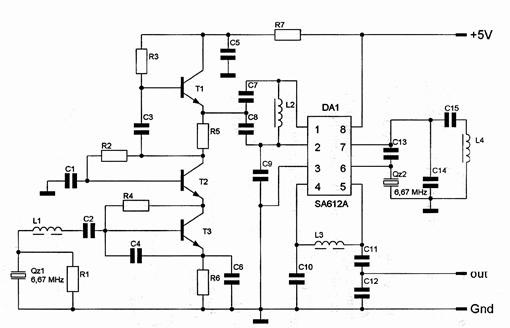 R7
+5V
C5
R3
T1
C7
L2
DA1
C15
C3
R5
C8
1
8
2
7
C13
L4
R2
3
6
C1
C9
4
5
Qz2
6,67 MHz
C14
T2
SA612A
R4
L1
C2
T3
L3
C4
C11
Qz1
6,67 MHz
R1
R6
C6
C10
out
C12
Gnd